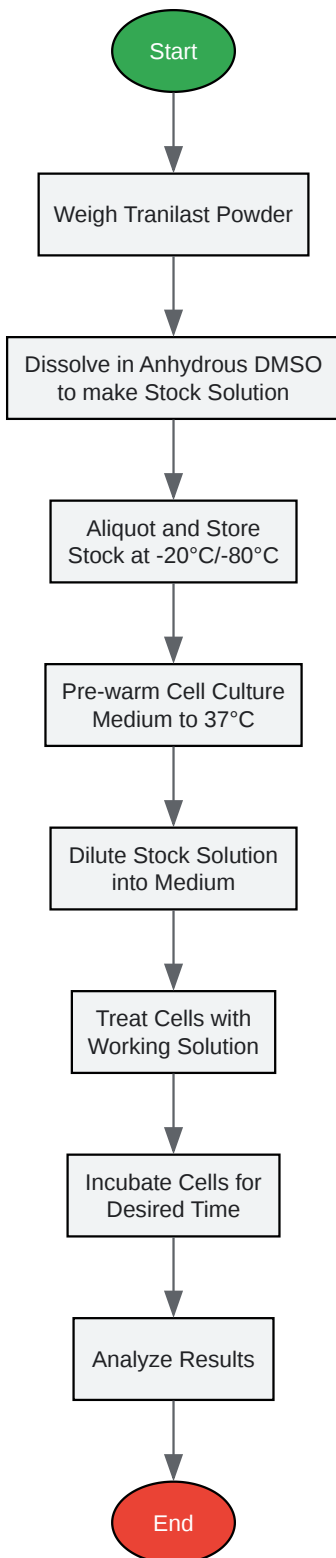 Start
Weigh Tranilast Powder
Dissolve in Anhydrous DMSO
to make Stock Solution
Aliquot and Store
Stock at -20°C/-80°C
Pre-warm Cell Culture
Medium to 37°C
Dilute Stock Solution
into Medium
Treat Cells with
Working Solution
Incubate Cells for
Desired Time
Analyze Results
End